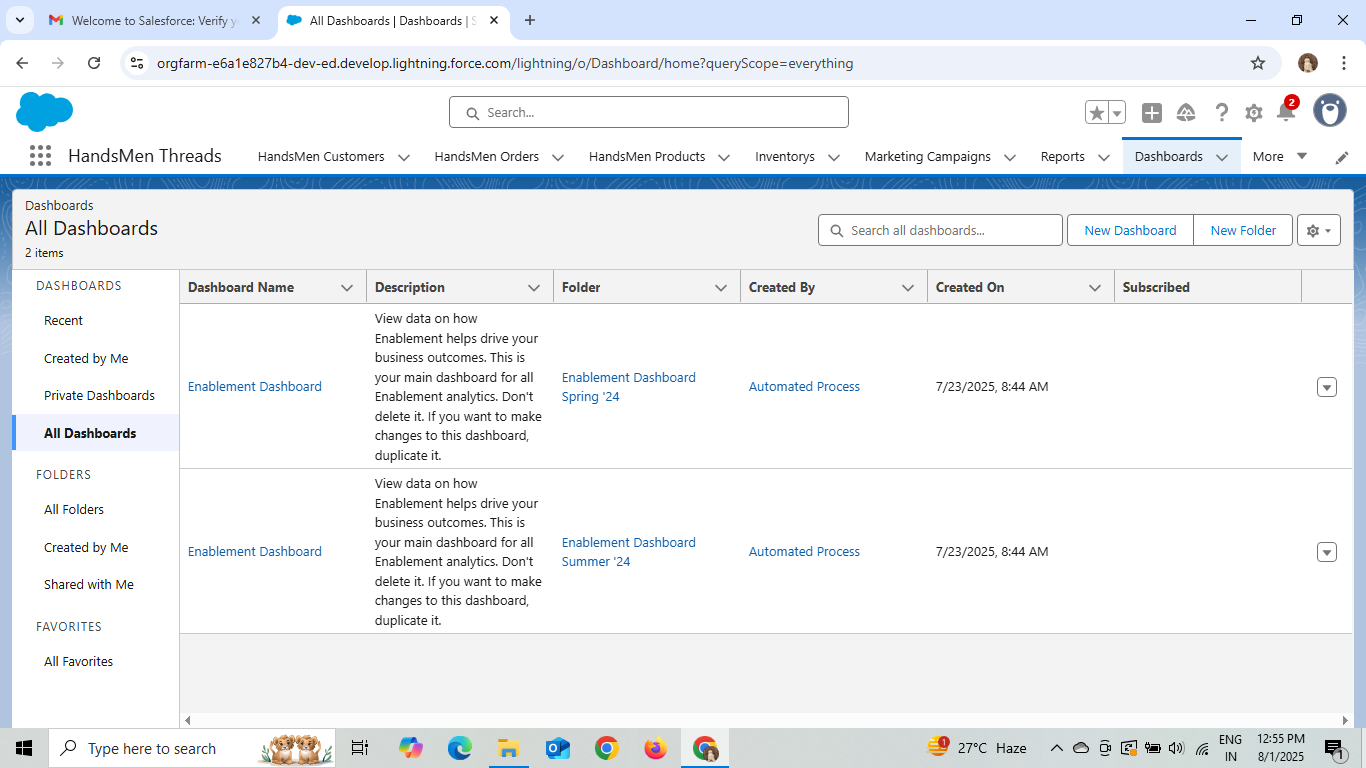 Welcome to Salesforce: Verify y
All Dashboards | Dashboards | S
orgfarm-e6a1e827b4-dev-ed.develop.lightning.force.com/lightning/o/Dashboard/home?queryScope=everything
Search...
2
HandsMen Threads
HandsMen Customers
HandsMen Orders
HandsMen Products
Inventorys
Marketing Campaigns
Reports
Dashboards
More
Dashboards
All Dashboards
2 items
Search all dashboards...
New Dashboard
New Folder
DASHBOARDS
Recent
Created by Me
Private Dashboards
All Dashboards
FOLDERS
All Folders
Created by Me
Shared with Me
FAVORITES
All Favorites
Dashboard Name
Description
Folder
Created By
Created On
Subscribed
Enablement Dashboard
View data on how
Enablement helps drive your
business outcomes. This is
your main dashboard for all
Enablement analytics. Don't
delete it. If you want to make
changes to this dashboard,
duplicate it.
Enablement Dashboard
Spring '24
Automated Process
7/23/2025, 8:44 AM
Enablement Dashboard
View data on how
Enablement helps drive your
business outcomes. This is
your main dashboard for all
Enablement analytics. Don't
delete it. If you want to make
changes to this dashboard,
duplicate it.
Enablement Dashboard
Summer '24
Automated Process
7/23/2025, 8:44 AM
Type here to search
1
27°C Haze
ENG
IN
12:55 PM
8/1/2025
1